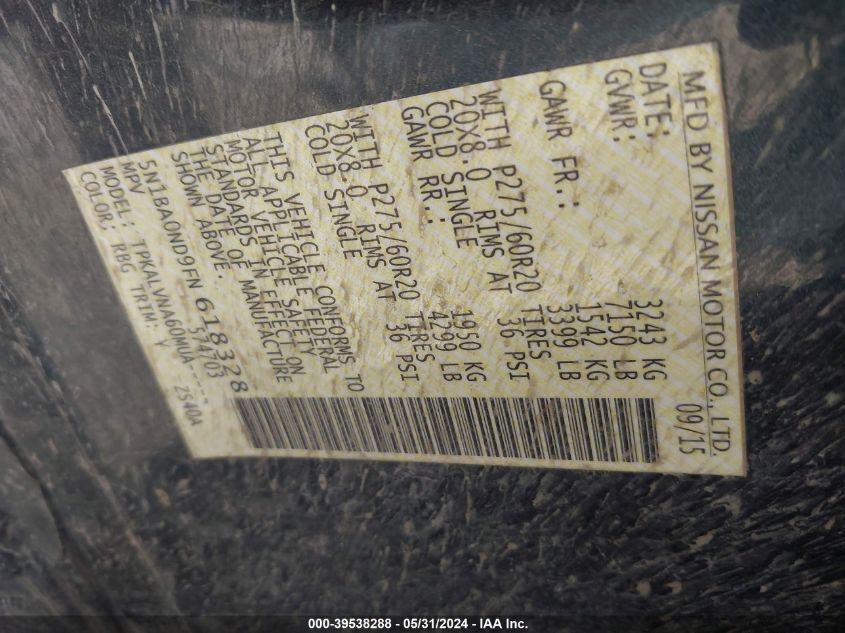 MFD BY NISSAN MOTOR CO., LTD.
DATE: 09/15
GVWR: 3243 KG
7150 LB
GAWR FR.: 1542 KG
3399 LB
WITH P275/60R20 TIRES
20X8.0 RIMS AT 36 PSI
COLD SINGLE
GAWR RR.: 1950 KG
4299 LB
WITH P275/60R20 TIRES
20X8.0 RIMS AT 36 PSI
COLD SINGLE
THIS VEHICLE CONFORMS TO
ALL APPLICABLE FEDERAL
MOTOR VEHICLE SAFETY
STANDARDS IN EFFECT ON
THE DATE OF MANUFACTURE
SHOWN ABOVE.
5N1BA0ND9FN 618328
MPV 574703
MODEL: TPKALVNA60MUA-----
COLOR: RBG TRIM: Y ZS40A
000-39538288 - 05/31/2024 - IAA Inc.